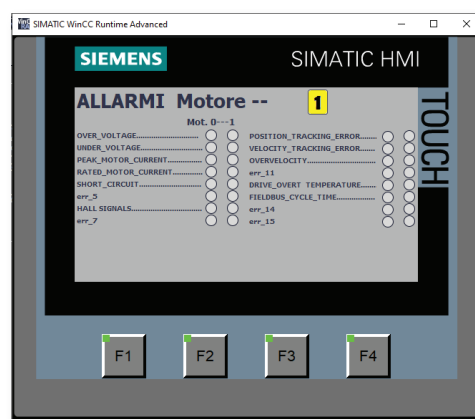 SIMATIC WinCC Runtime Advanced
SIEMENS
SIMATIC HMI
TOUCH
ALLARMI Motore -- 1
Mot. 0---1
OVER_VOLTAGE
UNDER_VOLTAGE
PEAK_MOTOR_CURRENT
RATED_MOTOR_CURRENT
SHORT_CIRCUIT
err_5
HALL SIGNALS
err_7
POSITION_TRACKING_ERROR
VELOCITY_TRACKING_ERROR
OVERVELOCITY
err_11
DRIVE_OVERT TEMPERATURE
FIELDBUS_CYCLE_TIME
err_14
err_15
F1 F2 F3 F4